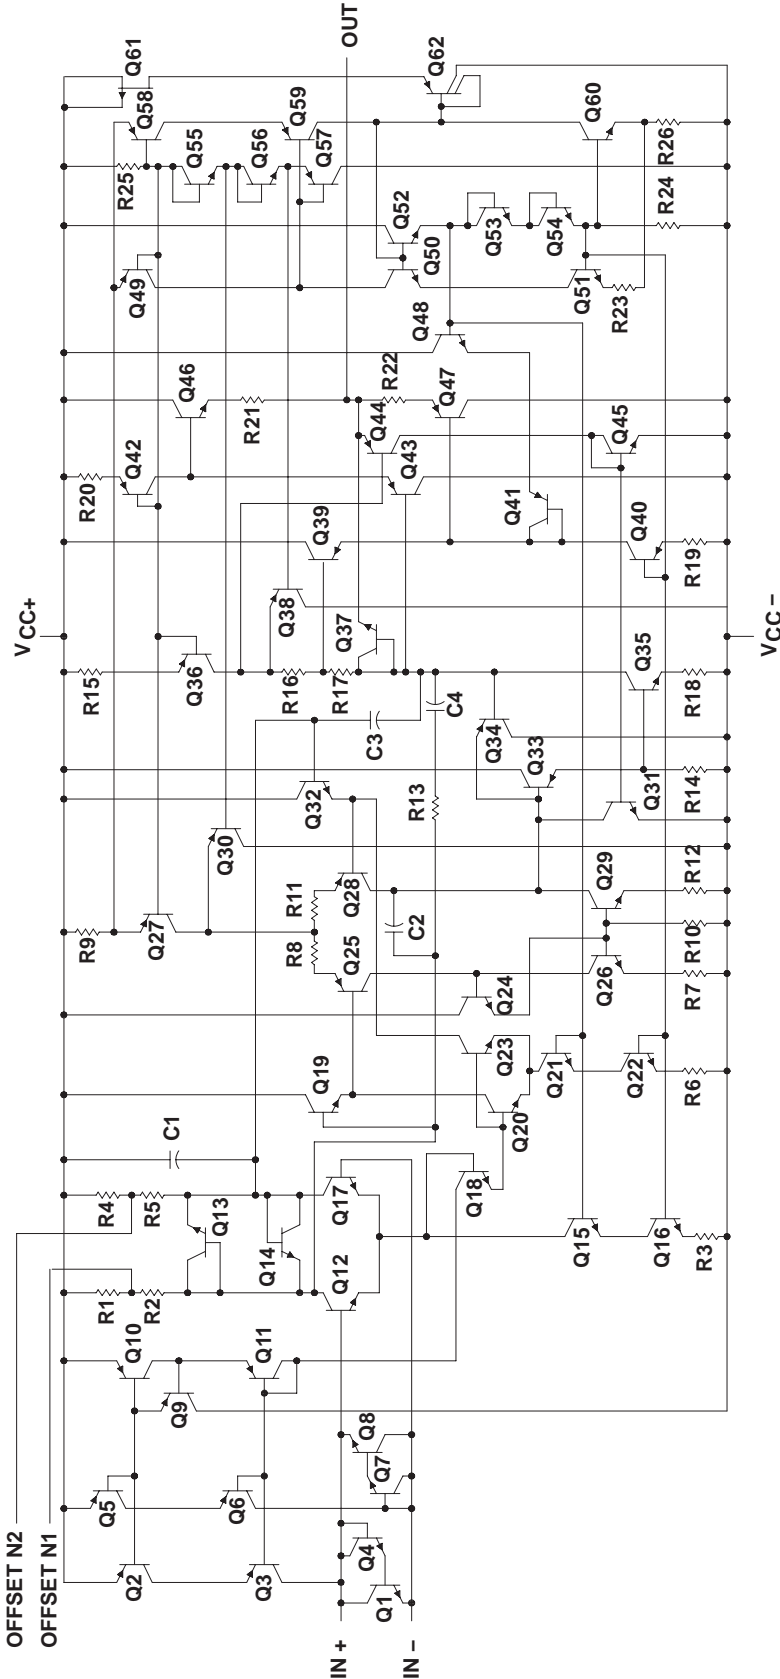 OFFSET N2
OFFSET N1
VCC+
R1
R4
R9
R15
R20
R25
Q61
Q62
OUT
Q2
Q5
Q10
R2
R5
C1
Q27
Q36
Q42
Q49
Q58
Q9
Q13
Q46
Q55
Q3
Q6
Q11
Q14
Q30
R21
Q56
Q12
Q17
Q19
R8
R11
Q32
R16
Q38
Q39
Q59
Q57
IN +
Q1
Q4
Q7
Q8
Q25
Q28
R17
Q37
C3
Q43
Q44
R22
Q52
Q50
IN –
C2
R13
C4
Q47
Q48
Q18
Q20
Q23
Q24
Q34
Q33
Q41
Q53
Q54
Q15
Q21
Q26
Q29
Q31
Q35
Q40
Q45
Q51
R23
Q60
Q16
Q22
R3
R6
R7
R10
R12
R14
R18
R19
R24
R26
VCC –